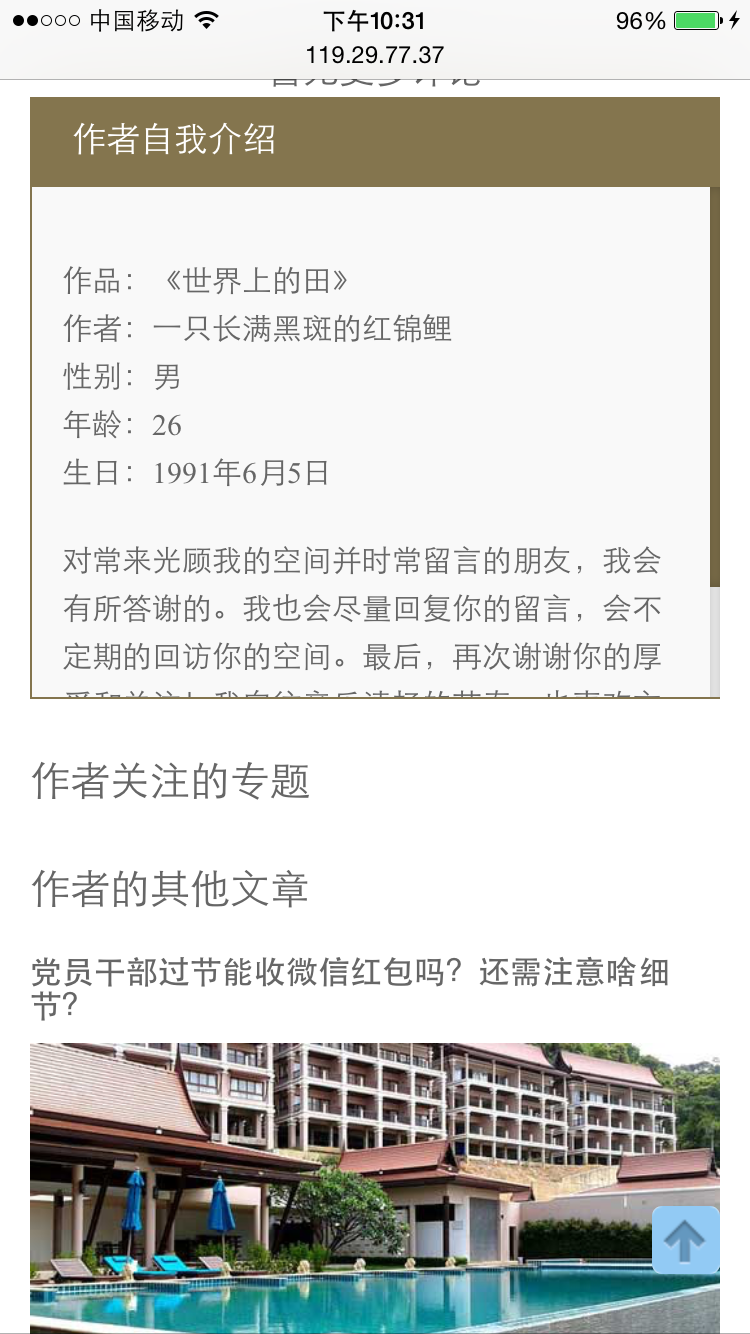 中国移动 下午10:31 96%
119.29.77.37
作者自我介绍
作品：《世界上的田》
作者：一只长满黑斑的红锦鲤
性别：男
年龄：26
生日：1991年6月5日
对常来光顾我的空间并时常留言的朋友，我会
有所答谢的。我也会尽量回复你的留言，会不
定期的回访你的空间。最后，再次谢谢你的厚
作者关注的专题
作者的其他文章
党员干部过节能收微信红包吗？还需注意啥细
节？